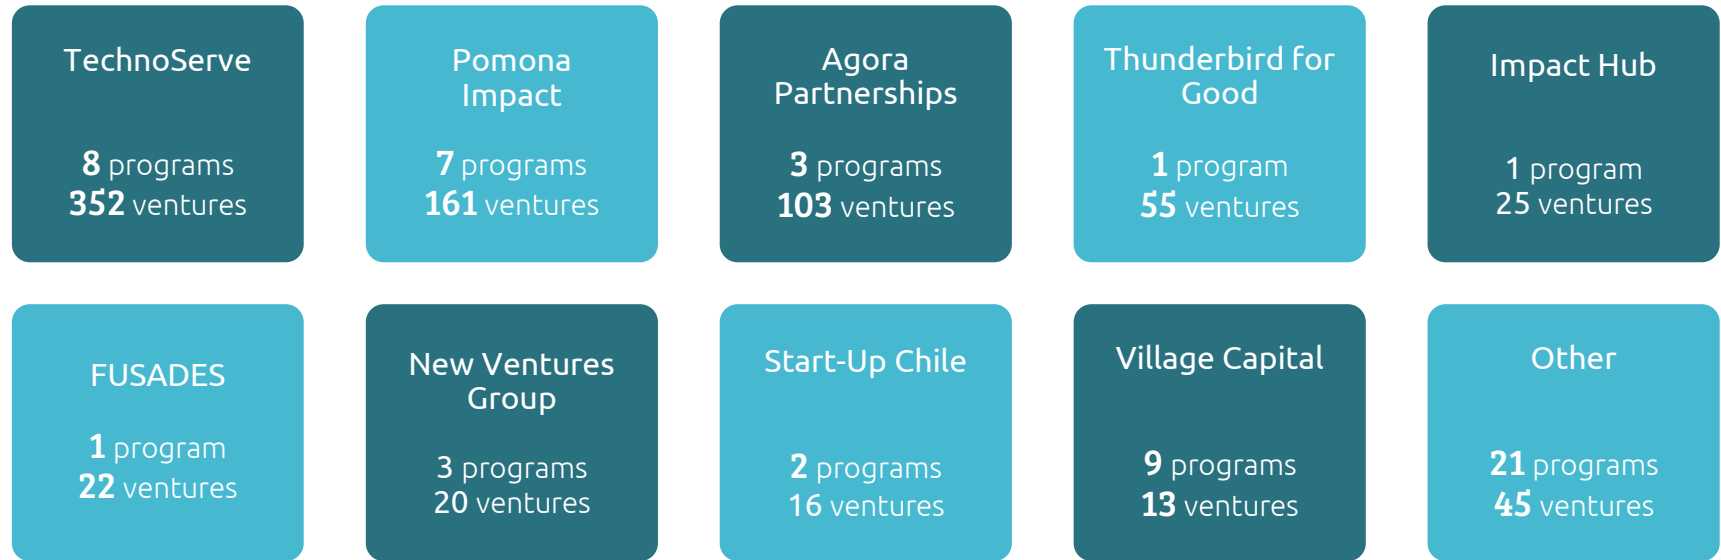 TechnoServe
8 programs
352 ventures
Pomona
Impact
7 programs
161 ventures
Agora
Partnerships
3 programs
103 ventures
Thunderbird for
Good
1 program
55 ventures
Impact Hub
1 program
25 ventures
FUSADES
1 program
22 ventures
New Ventures
Group
3 programs
20 ventures
Start-Up Chile
2 programs
16 ventures
Village Capital
9 programs
13 ventures
Other
21 programs
45 ventures